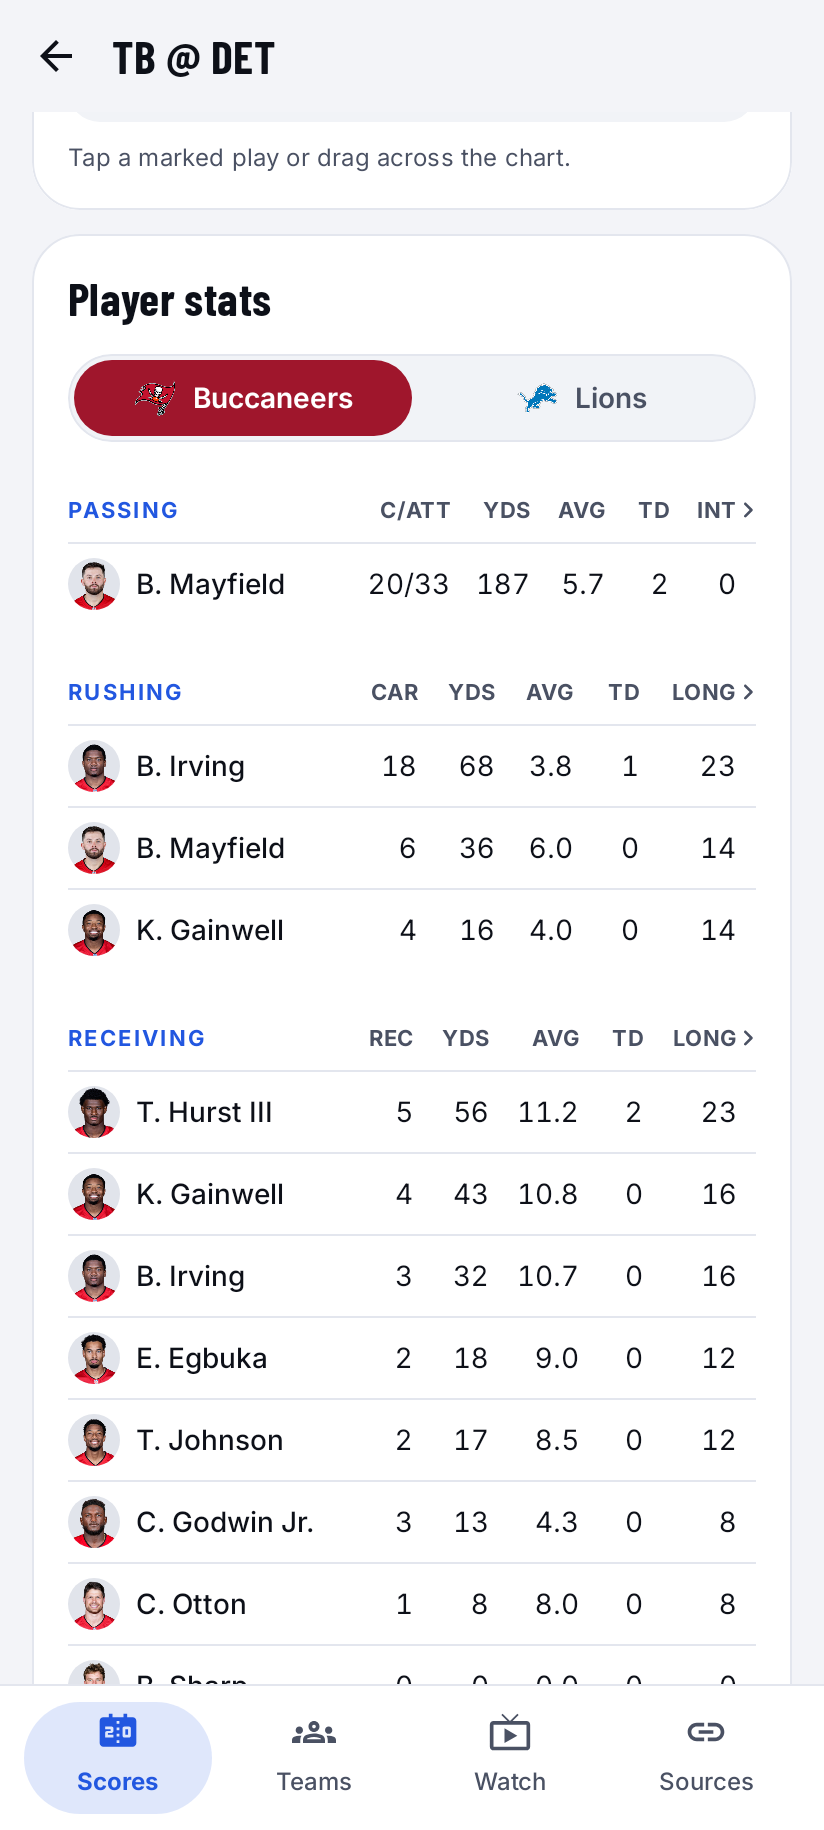 TB @ DET
Tap a marked play or drag across the chart.
Player stats
Buccaneers Lions
PASSING C/ATT YDS AVG TD INT
B. Mayfield 20/33 187 5.7 2 0
RUSHING CAR YDS AVG TD LONG
B. Irving 18 68 3.8 1 23
B. Mayfield 6 36 6.0 0 14
K. Gainwell 4 16 4.0 0 14
RECEIVING REC YDS AVG TD LONG
T. Hurst III 5 56 11.2 2 23
K. Gainwell 4 43 10.8 0 16
B. Irving 3 32 10.7 0 16
E. Egbuka 2 18 9.0 0 12
T. Johnson 2 17 8.5 0 12
C. Godwin Jr. 3 13 4.3 0 8
C. Otton 1 8 8.0 0 8
Scores Teams Watch Sources